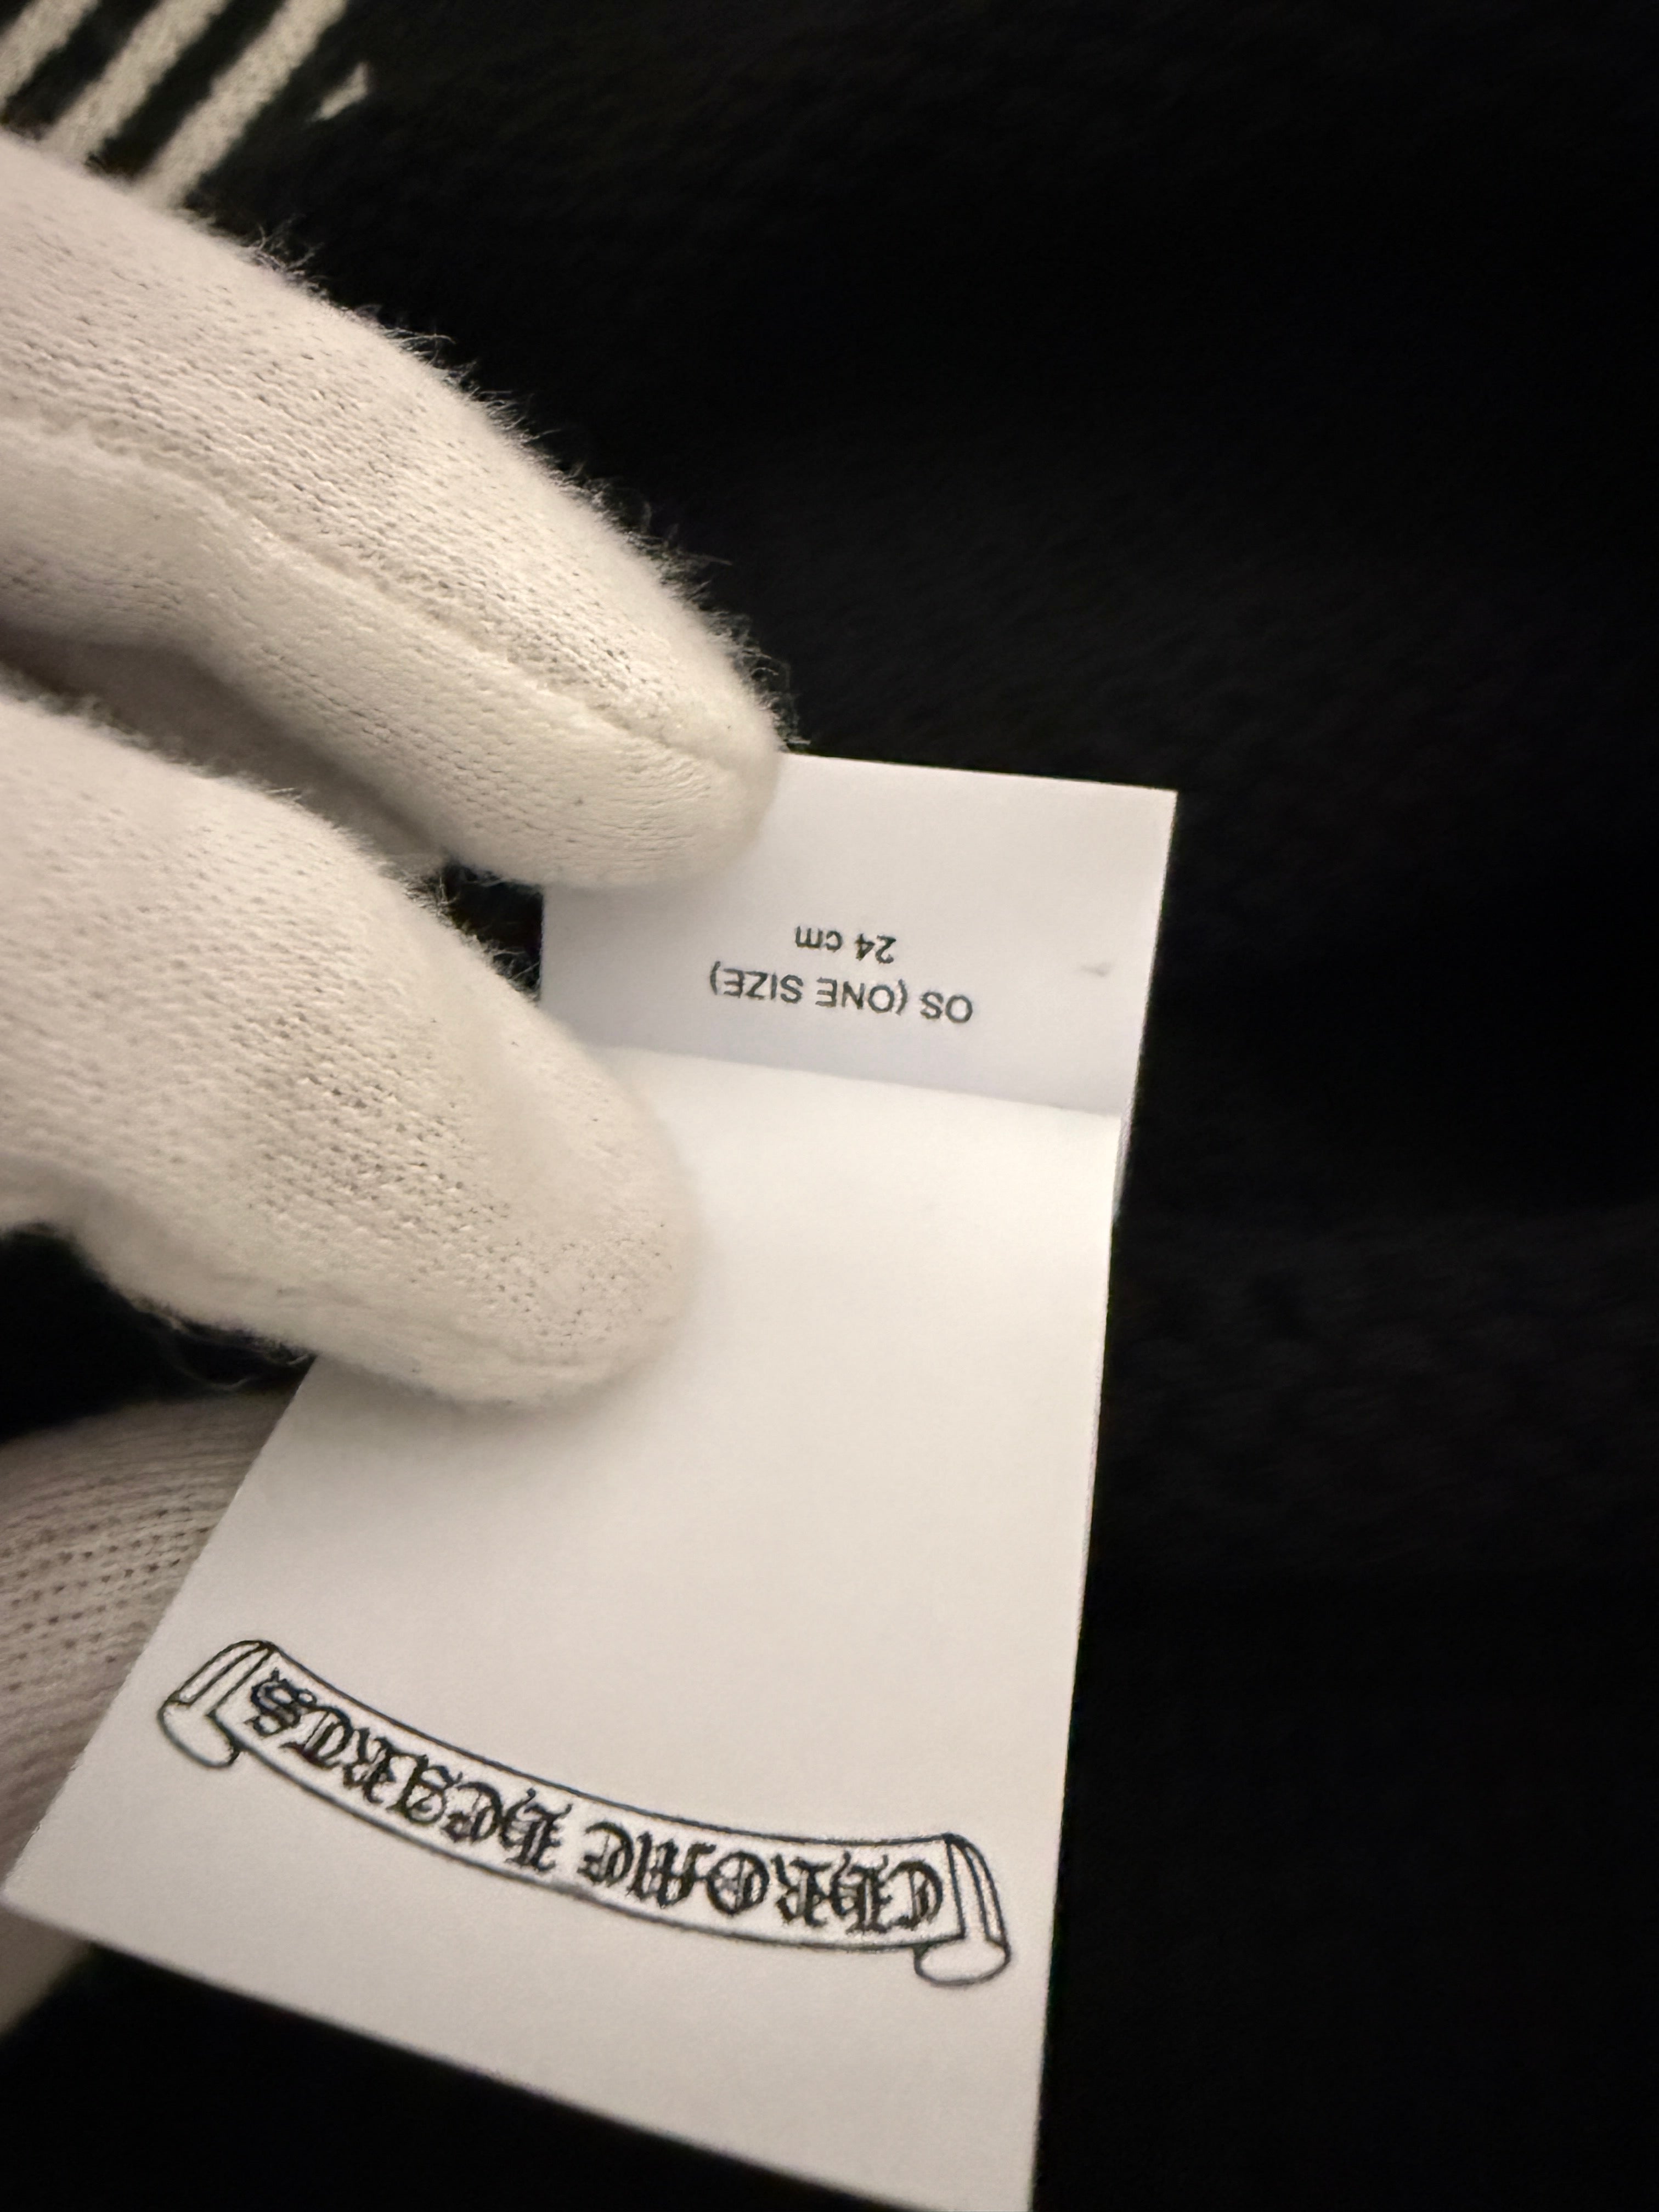 CHROME HEARTS
OS (ONE SIZE)
24 cm